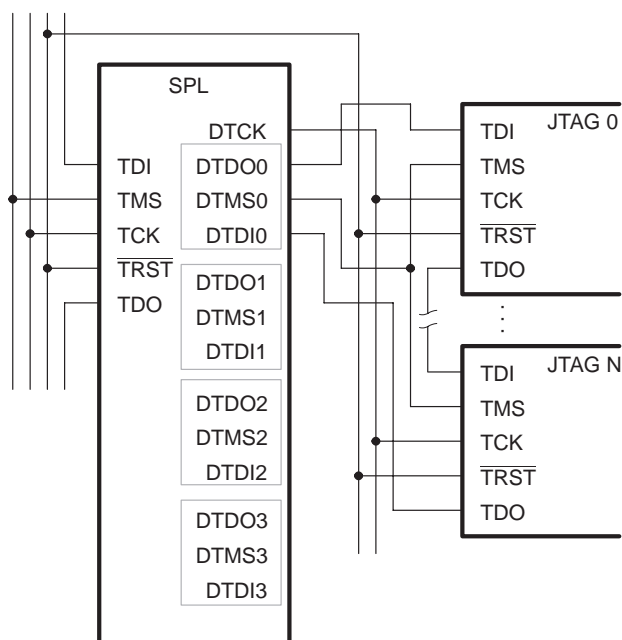 SPL
DTCK
TDI
TMS
TCK
TRST
TDO
DTDO0
DTMS0
DTDI0
DTDO1
DTMS1
DTDI1
DTDO2
DTMS2
DTDI2
DTDO3
DTMS3
DTDI3
JTAG 0
TDI
TMS
TCK
TRST
TDO
JTAG N
TDI
TMS
TCK
TRST
TDO